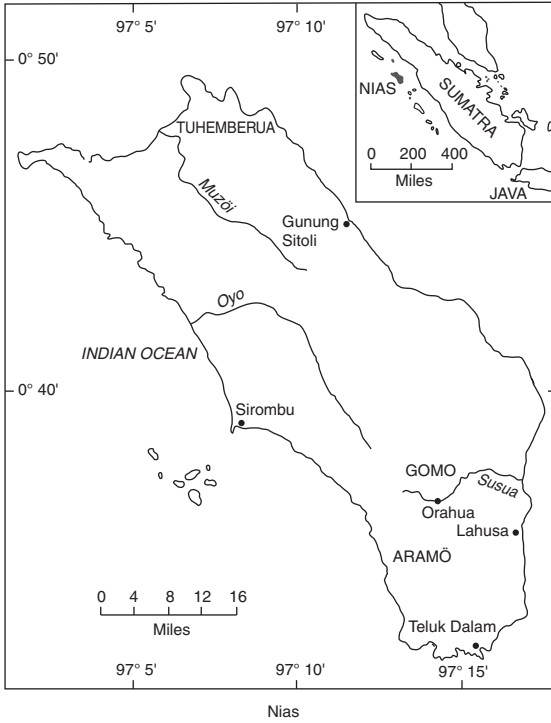 97° 5'
97° 10'
0° 50'
NIAS
SUMATRA
0 200 400
Miles
JAVA
TUHEMBERUA
Muzöi
Gunung
Sitoli
Oyo
INDIAN OCEAN
0° 40'
Sirombu
GOMO
Susua
Orahua
Lahusa
ARAMÖ
0 4 8 12 16
Miles
Teluk Dalam
97° 5'
97° 10'
97° 15'
Nias